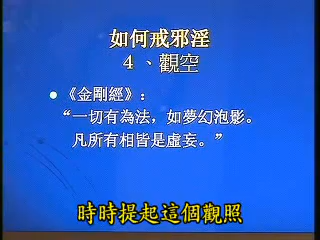 如何戒邪淫
4、觀空
●《金剛經》：
“一切有為法，如夢幻泡影。
凡所有相皆是虛妄。”
時時提起這個觀照